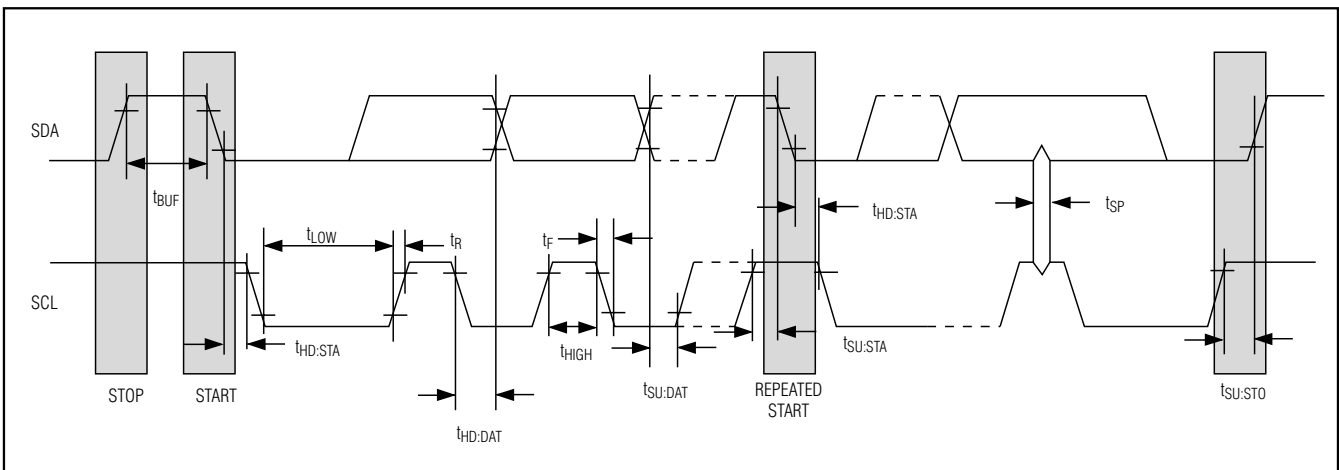 SDA
tBUF
tHD:STA
tSP
tLOW
tR
tF
SCL
tHD:STA
tHIGH
tSU:STA
tSU:DAT
tSU:STO
STOP
START
REPEATED
START
tHD:DAT